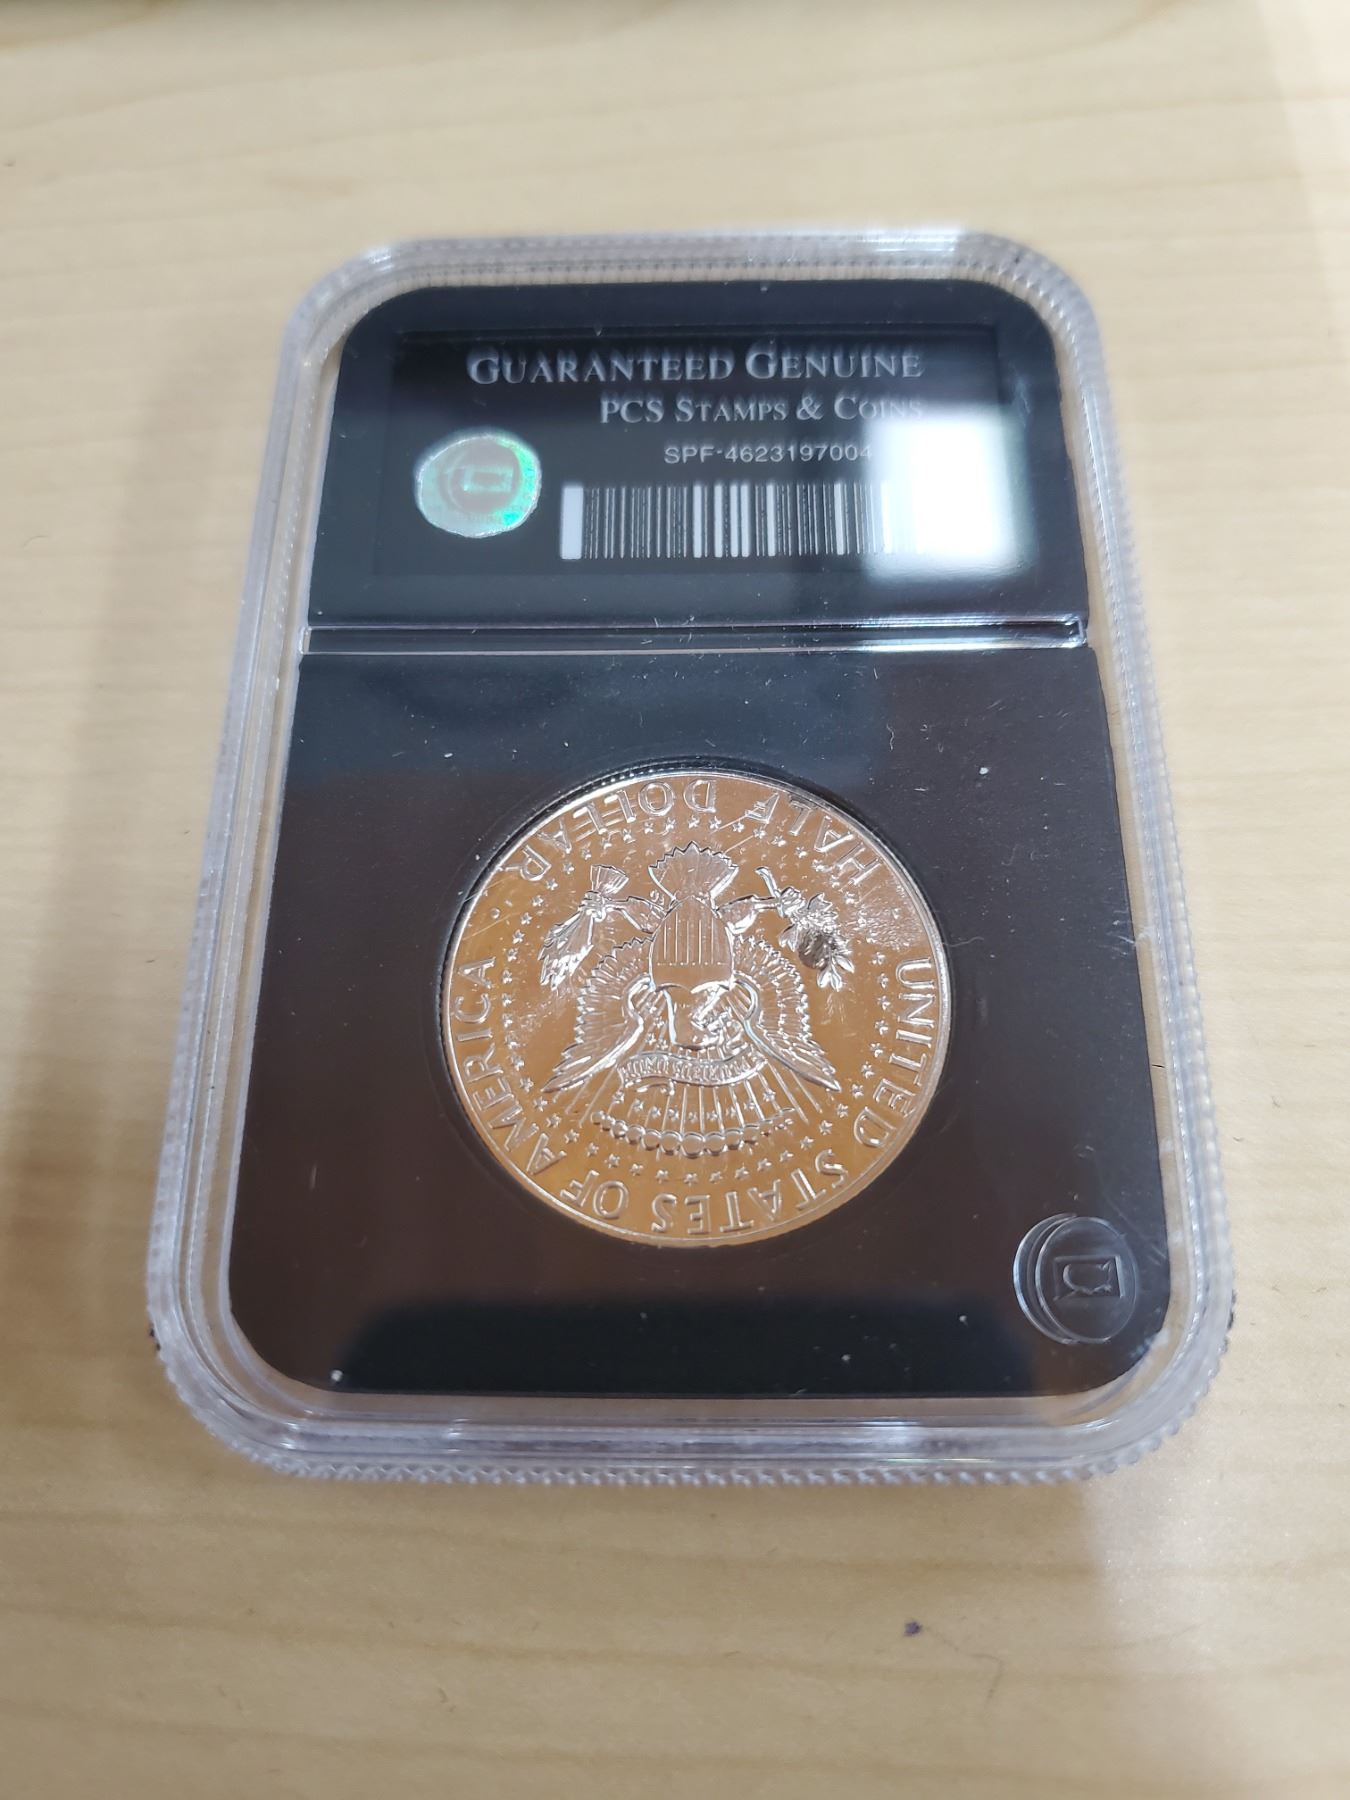 GUARANTEED GENUINE
PCS STAMPS & COINS
SPF-4623197004
HALF DOLLAR
UNITED STATES OF AMERICA